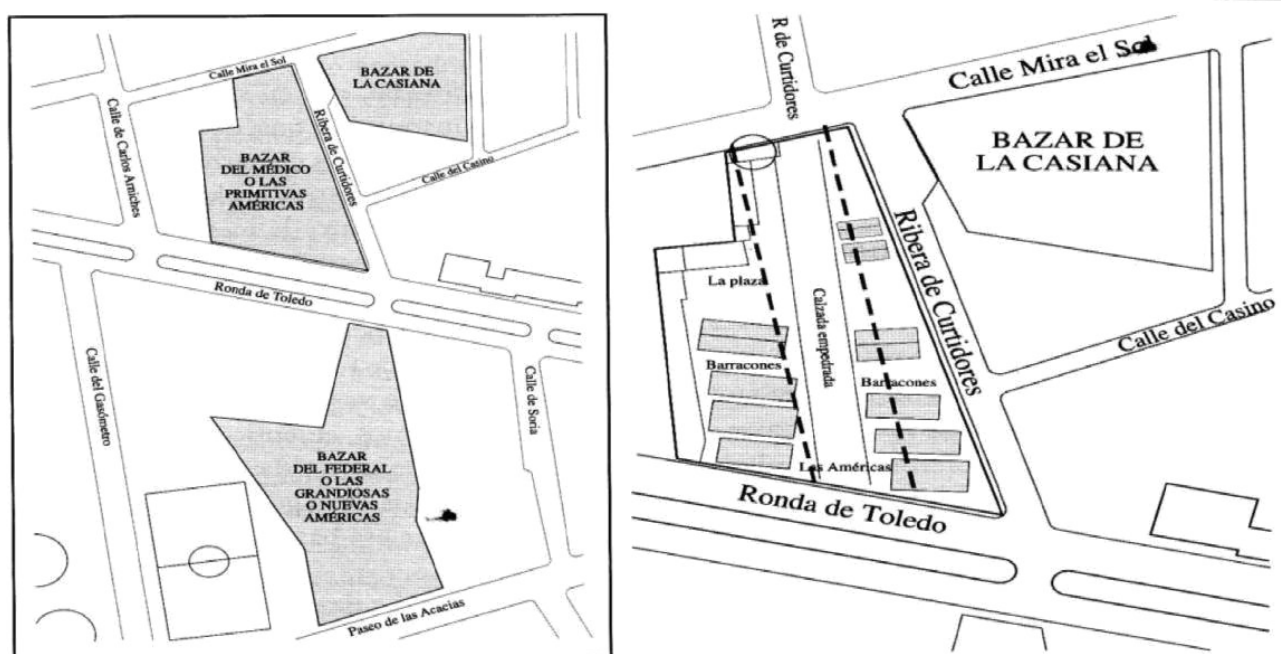 Calle Mira el Sol
BAZAR DE
LA CASIANA
Calle de Carlos Arniches
Ribera de Curtidores
BAZAR
DEL MÉDICO
O LAS
PRIMITIVAS
AMÉRICAS
Calle del Casino
Ronda de Toledo
Calle del Gasómetro
Calle de Soria
BAZAR
DEL FEDERAL
O LAS
GRANDIOSAS
O NUEVAS
AMÉRICAS
Paseo de las Acacias
R de Curtidores
Calle Mira el Sol
BAZAR DE
LA CASIANA
Ribera de Curtidores
La plaza
Calzada empedrada
Calle del Casino
Barracones
Barracones
Las Américas
Ronda de Toledo